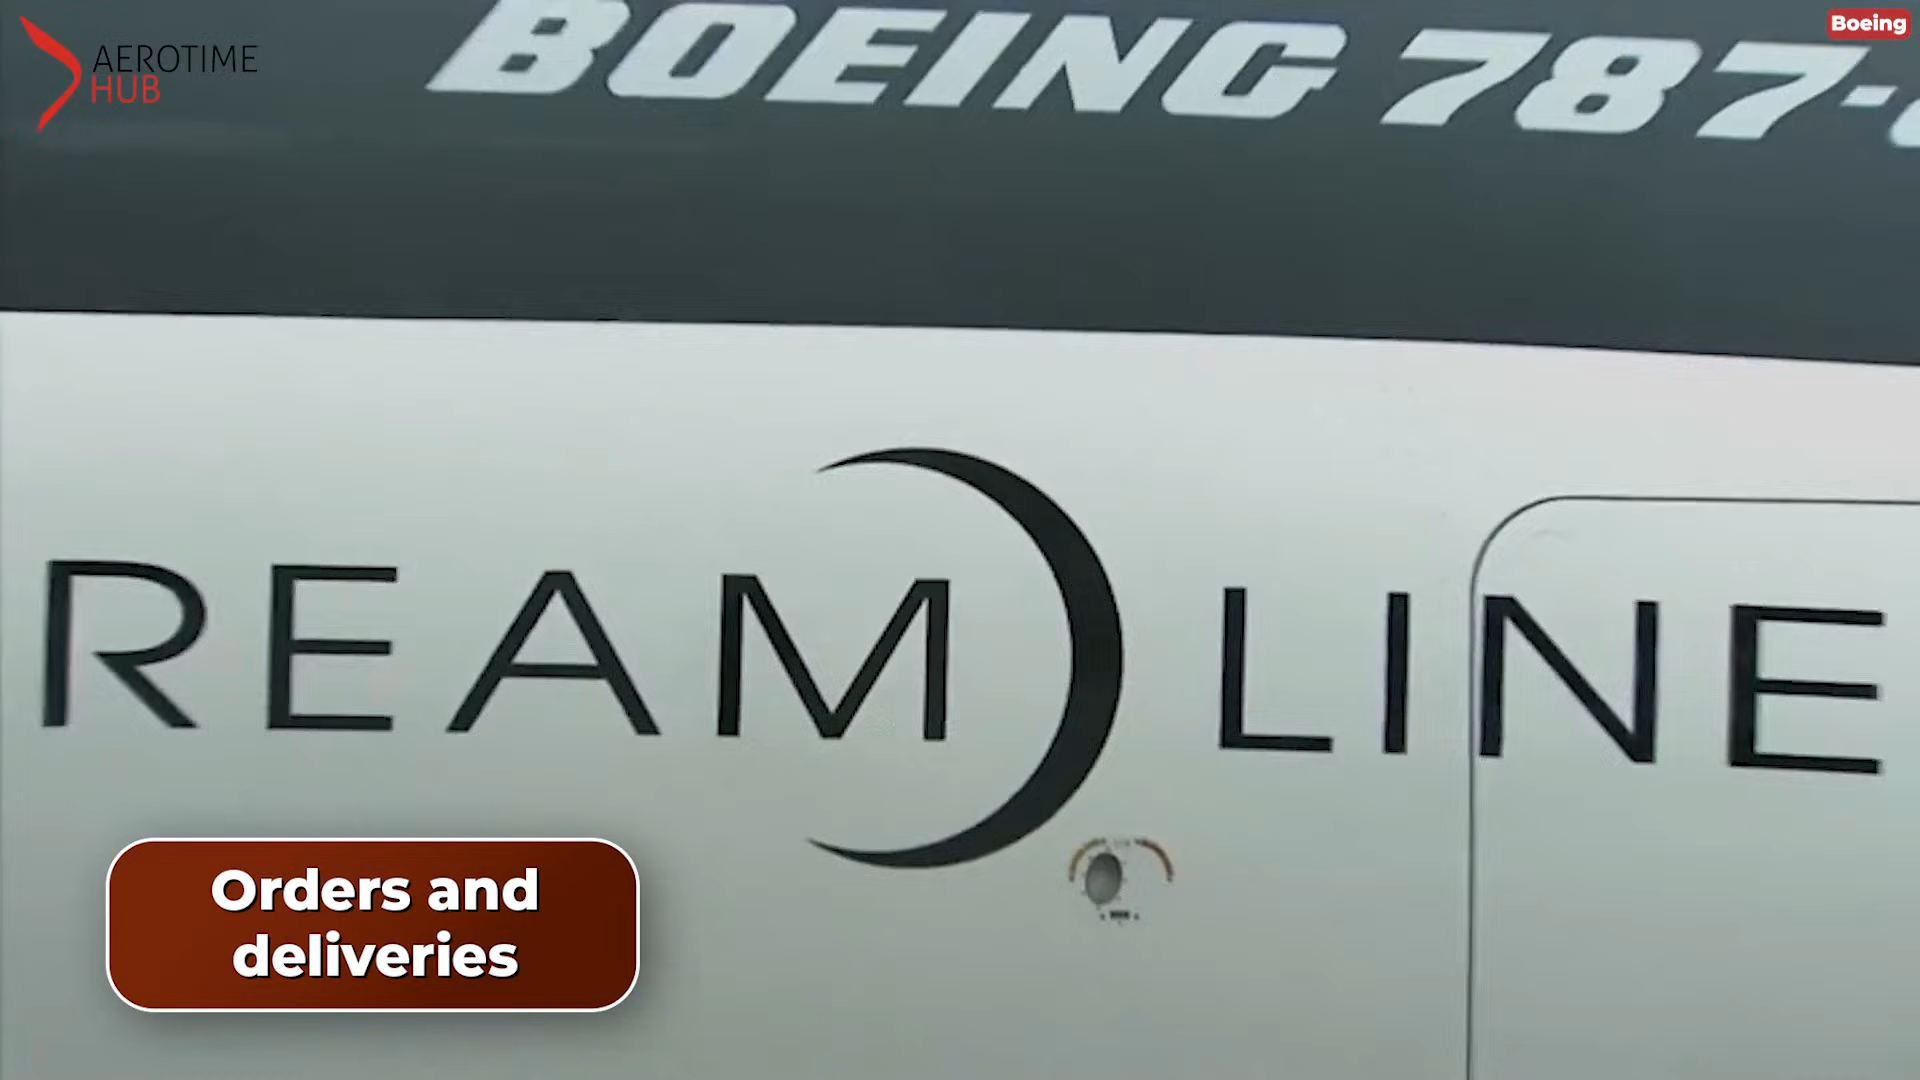 AEROTIME
HUB
Boeing
BOEING 787-
REAM LINE
Orders and
deliveries